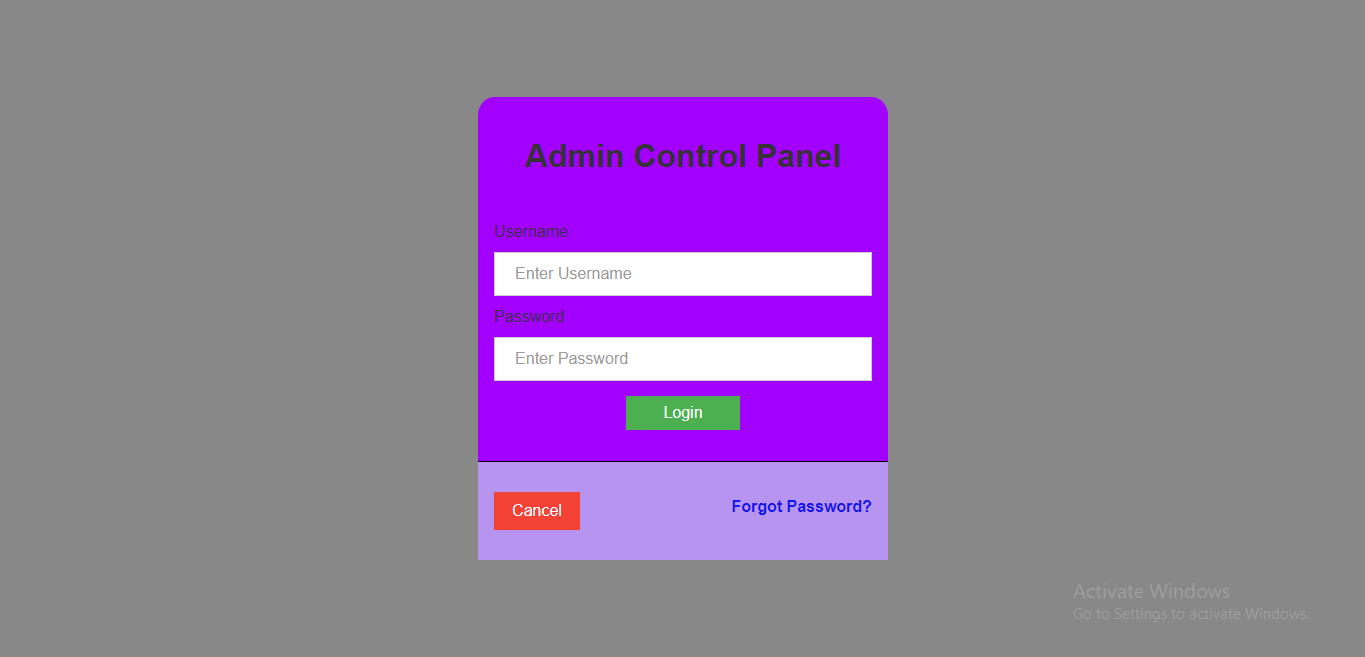 Admin Control Panel
Username
Enter Username
Password
Enter Password
Login
Cancel
Forgot Password?
Activate Windows
Go to Settings to activate Windows.